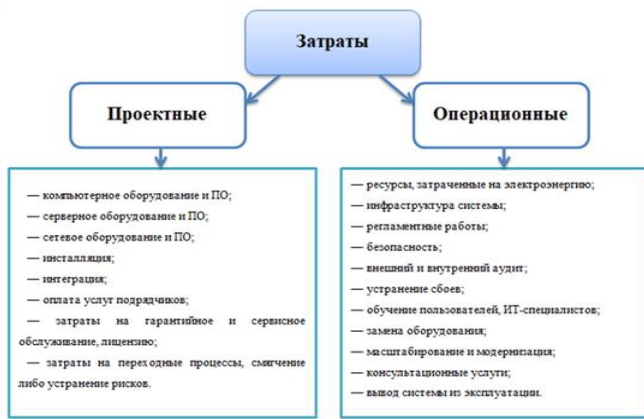 Затраты
Проектные
Операционные
— компьютерное оборудование и ПО;
— серверное оборудование и ПО;
— сетевое оборудование и ПО;
— инсталляция;
— интеграция;
— оплата услуг подрядчиков;
— затраты на гарантийное и сервисное
обслуживание, лицензию;
— затраты на переходные процессы, смягчение
либо устранение рисков.
— ресурсы, затраченные на электроэнергию;
— инфраструктура системы;
— регламентные работы;
— безопасность;
— внешний и внутренний аудит;
— устранение сбоев;
— обучение пользователей, ИТ-специалистов;
— замена оборудования;
— масштабирование и модернизация;
— консультационные услуги;
— вывод системы из эксплуатации.